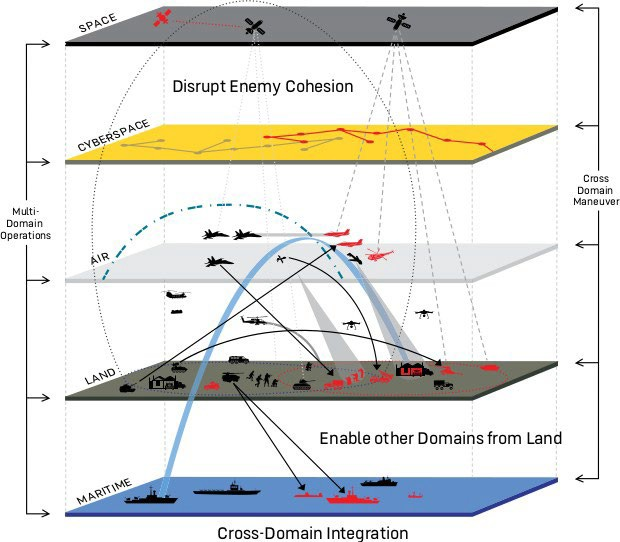 SPACE
Disrupt Enemy Cohesion
CYBERSPACE
Multi-
Domain
Operations
Cross
Domain
Maneuver
AIR
LAND
Enable other Domains from Land
MARITIME
Cross-Domain Integration